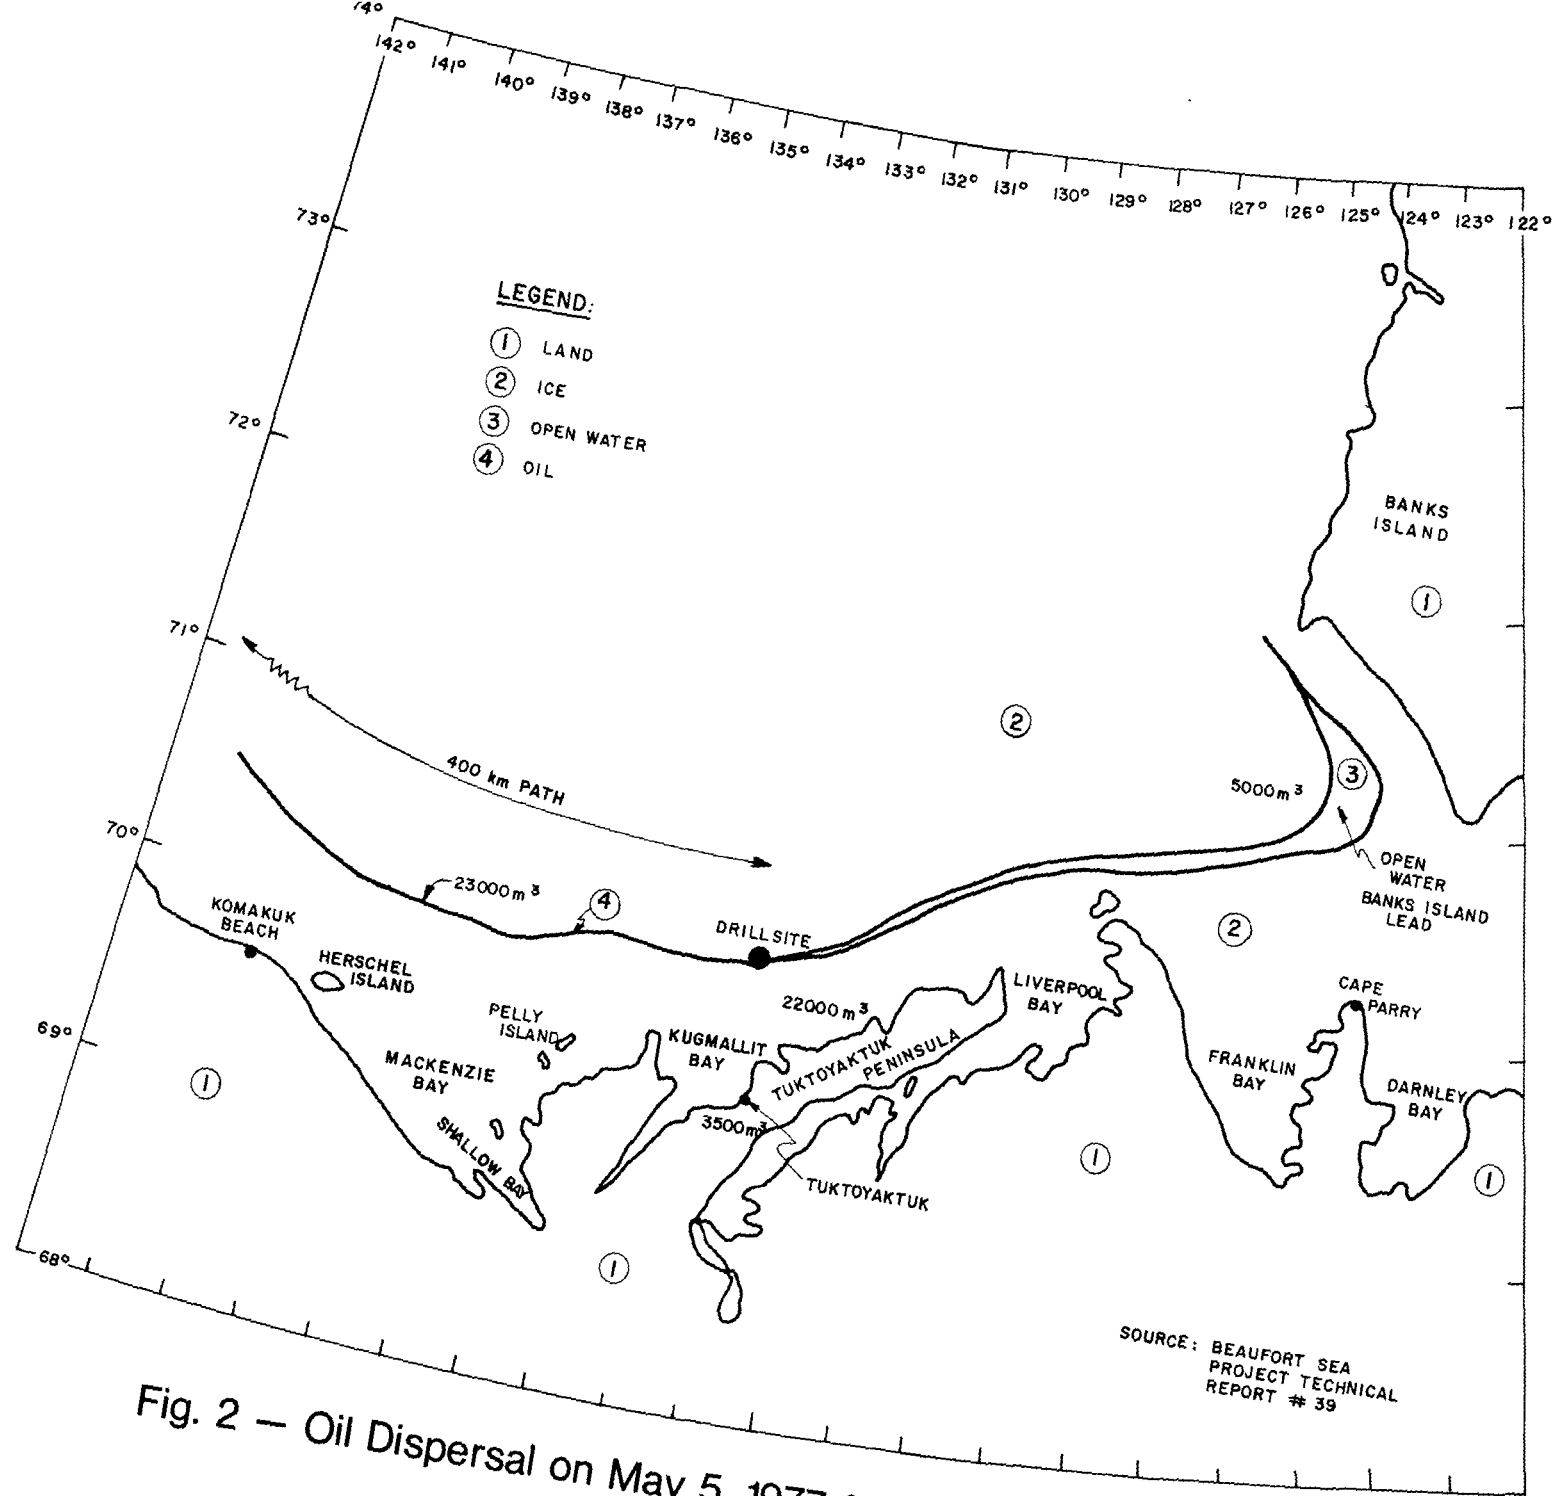 74°
142° 141° 140° 139° 138° 137° 136° 135° 134° 133° 132° 131° 130° 129° 128° 127° 126° 125° 124° 123° 122°
73°
72°
71°
70°
69°
68°
LEGEND:
1 LAND
2 ICE
3 OPEN WATER
4 OIL
BANKS
ISLAND
1
2
400 km PATH
5000m³
3
OPEN
WATER
BANKS ISLAND
LEAD
23000m³
4
DRILLSITE
2
KOMAKUK
BEACH
HERSCHEL
ISLAND
PELLY
ISLAND
22000m³
LIVERPOOL
BAY
CAPE
PARRY
KUGMALLIT
BAY
TUKTOYAKTUK
PENINSULA
MACKENZIE
BAY
FRANKLIN
BAY
DARNLEY
BAY
1
SHALLOW BAY
3500m³
TUKTOYAKTUK
1
1
1
SOURCE: BEAUFORT SEA
PROJECT TECHNICAL
REPORT # 39
Fig. 2 — Oil Dispersal on May 5, 1977